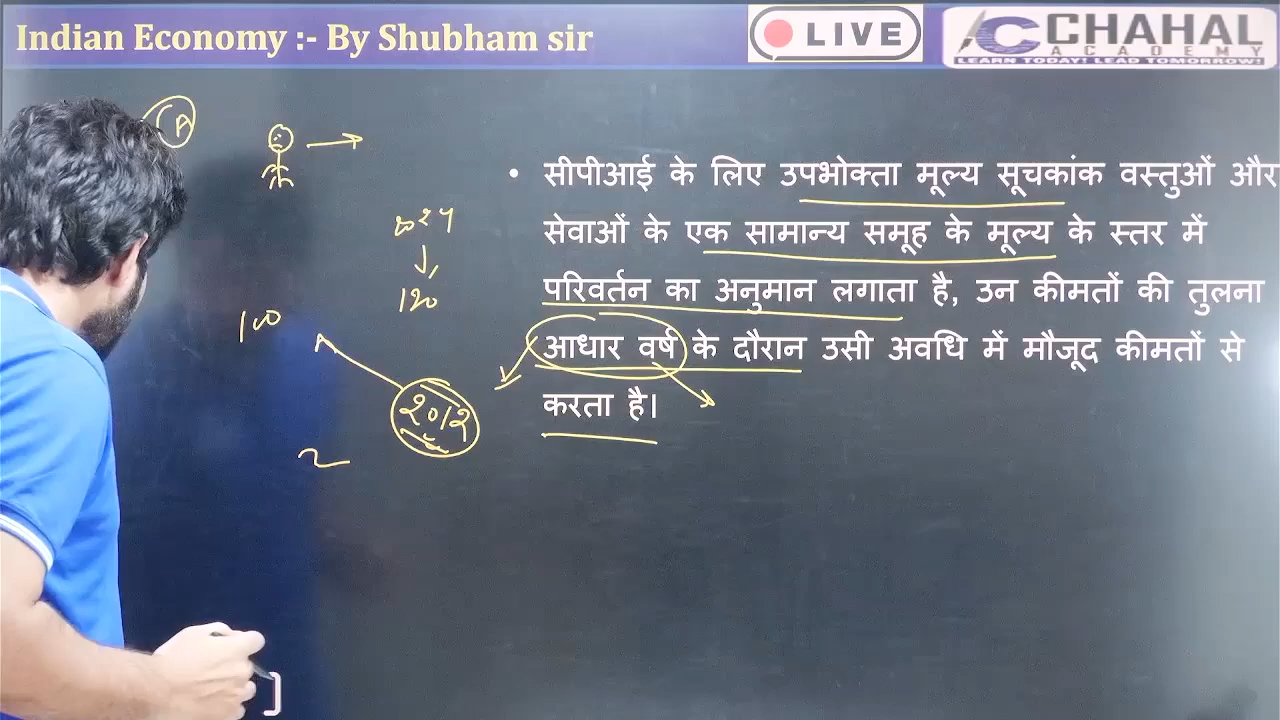 Indian Economy :- By Shubham sir
LIVE
CHAHAL
ACADEMY
LEARN TODAY! LEAD TOMORROW!
A
• सीपीआई के लिए उपभोक्ता मूल्य सूचकांक वस्तुओं और
सेवाओं के एक सामान्य समूह के मूल्य के स्तर में
परिवर्तन का अनुमान लगाता है, उन कीमतों की तुलना
आधार वर्ष के दौरान उसी अवधि में मौजूद कीमतों से
करता है।
2024
120
100
2012